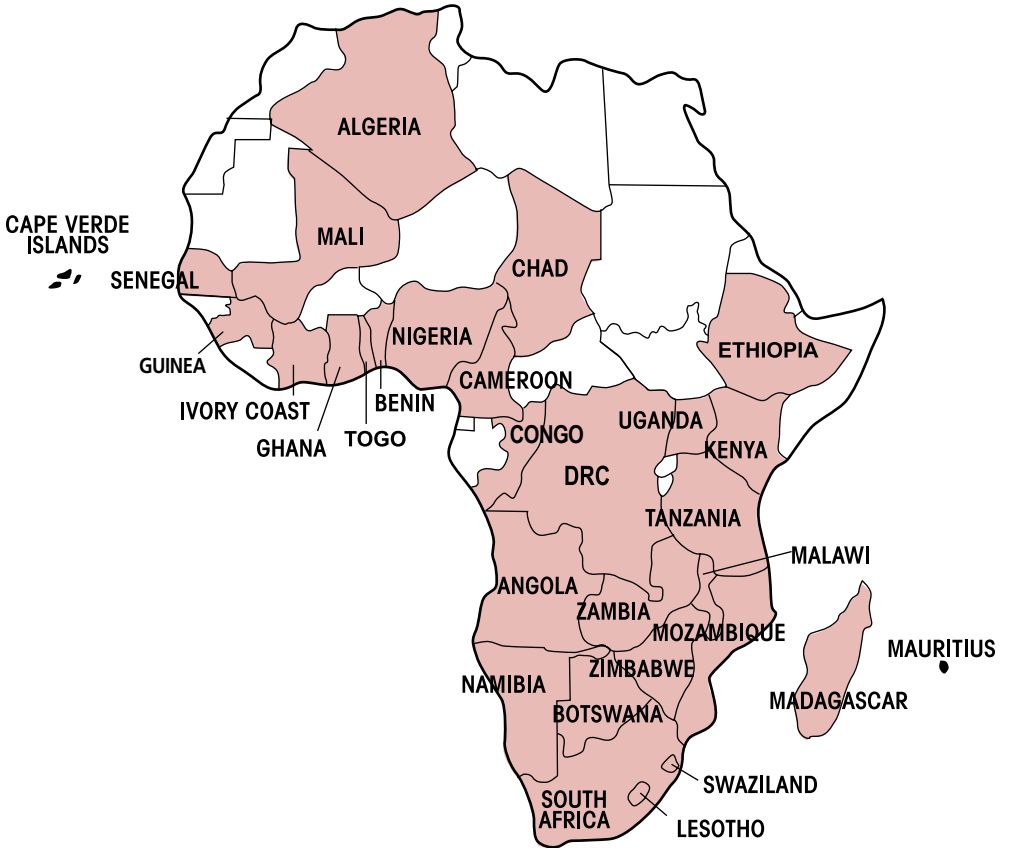 ALGERIA
CAPE VERDE
ISLANDS
MALI
SENEGAL
CHAD
NIGERIA
ETHIOPIA
GUINEA
CAMEROON
IVORY COAST
BENIN
UGANDA
CONGO
GHANA
TOGO
KENYA
DRC
TANZANIA
MALAWI
ANGOLA
ZAMBIA
MOZAMBIQUE
MAURITIUS
ZIMBABWE
NAMIBIA
MADAGASCAR
BOTSWANA
SWAZILAND
SOUTH
AFRICA
LESOTHO